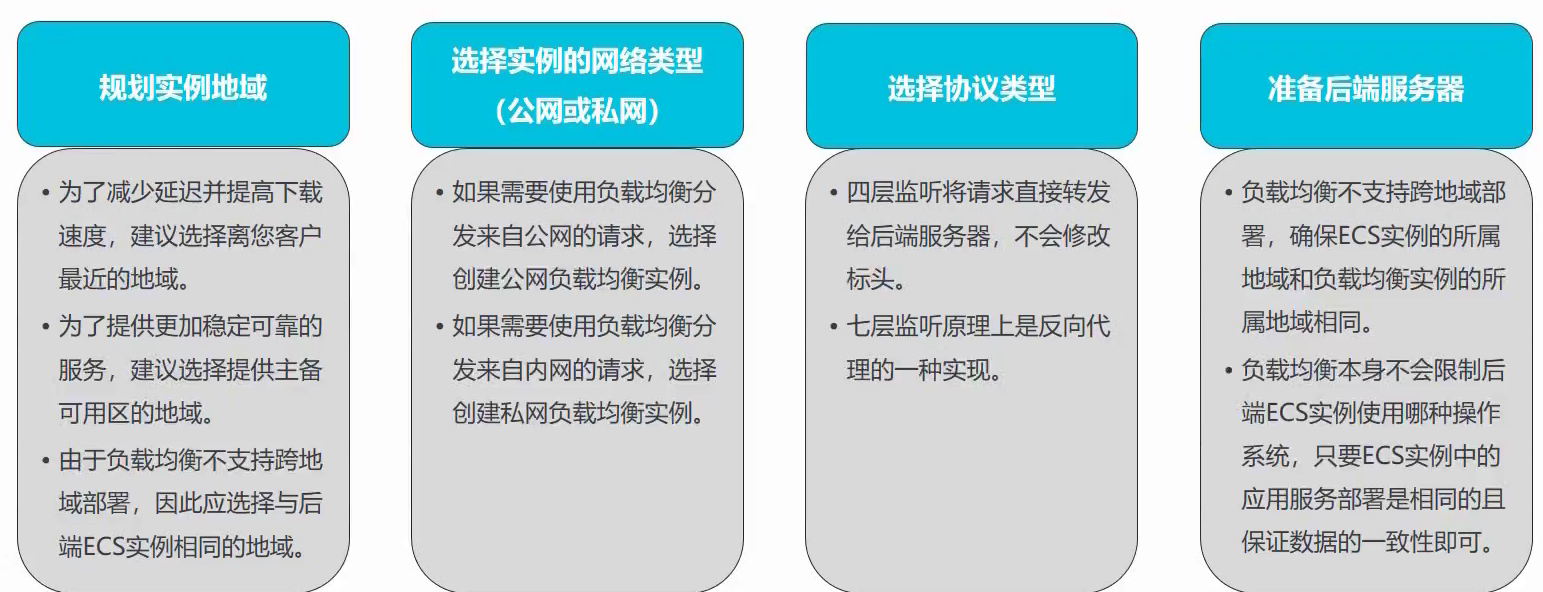 规划实例地域
• 为了减少延迟并提高下载
速度，建议选择离您客户
最近的地域。
• 为了提供更加稳定可靠的
服务，建议选择提供主备
可用区的地域。
• 由于负载均衡不支持跨地
域部署，因此应选择与后
端ECS实例相同的地域。
选择实例的网络类型
（公网或私网）
• 如果需要使用负载均衡分
发来自公网的请求，选择
创建公网负载均衡实例。
• 如果需要使用负载均衡分
发来自内网的请求，选择
创建私网负载均衡实例。
选择协议类型
• 四层监听将请求直接转发
给后端服务器，不会修改
标头。
• 七层监听原理上是反向代
理的一种实现。
准备后端服务器
• 负载均衡不支持跨地域部
署，确保ECS实例的所属
地域和负载均衡实例的所
属地域相同。
• 负载均衡本身不会限制后
端ECS实例使用哪种操作
系统，只要ECS实例中的
应用服务部署是相同的且
保证数据的一致性即可。